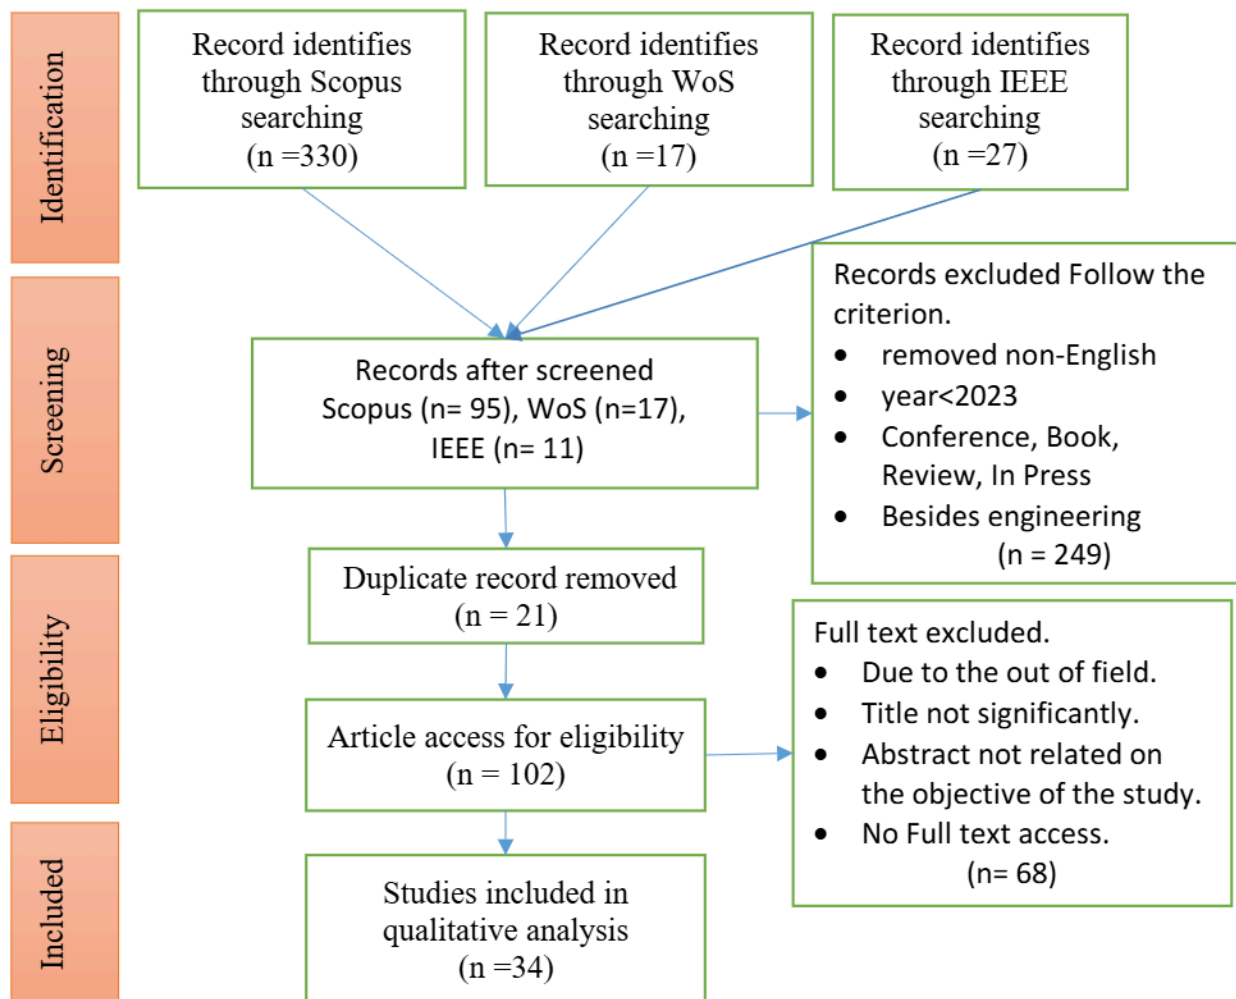 Identification
Record identifies
through Scopus
searching
(n =330)
Record identifies
through WoS
searching
(n =17)
Record identifies
through IEEE
searching
(n =27)
Screening
Records after screened
Scopus (n= 95), WoS (n=17),
IEEE (n= 11)
Records excluded Follow the
criterion.
• removed non-English
• year<2023
• Conference, Book,
Review, In Press
• Besides engineering
(n = 249)
Eligibility
Duplicate record removed
(n = 21)
Article access for eligibility
(n = 102)
Full text excluded.
• Due to the out of field.
• Title not significantly.
• Abstract not related on
the objective of the study.
• No Full text access.
(n= 68)
Included
Studies included in
qualitative analysis
(n =34)